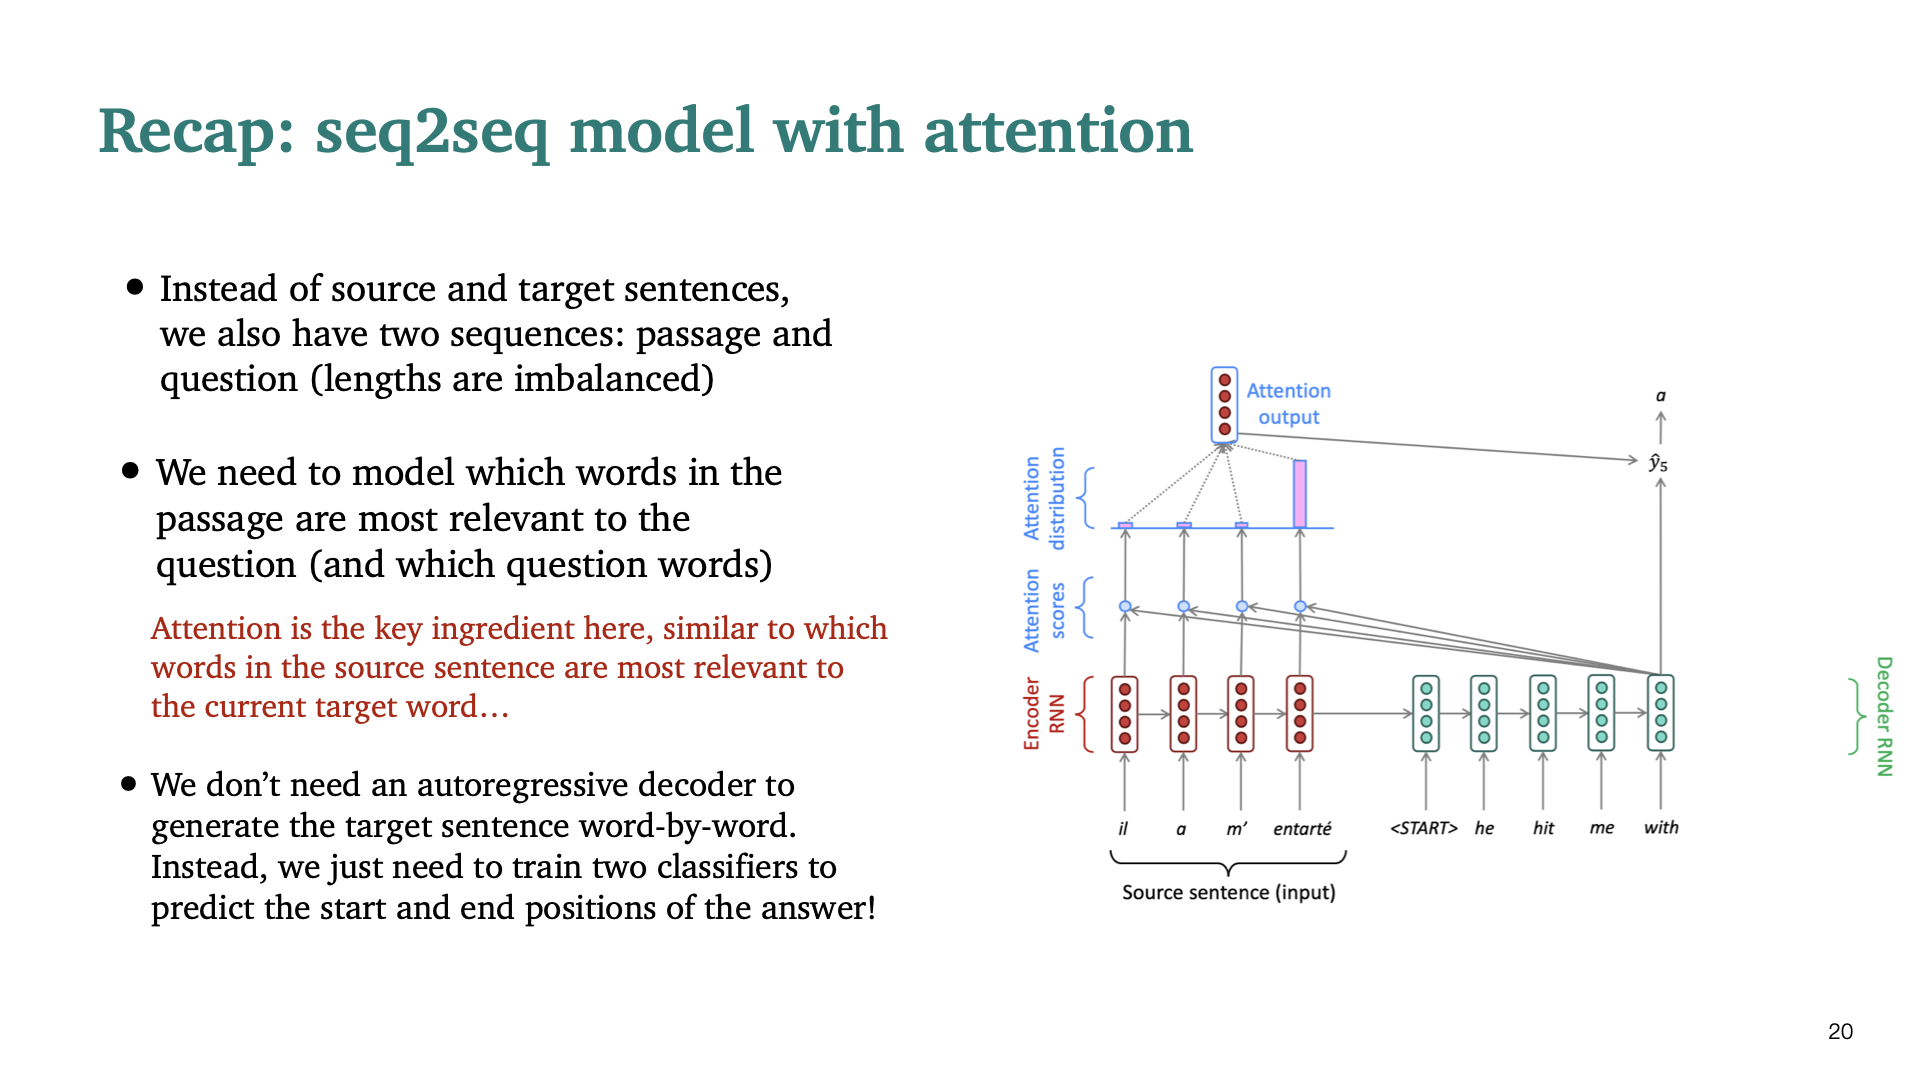 Recap: seq2seq model with attention
• Instead of source and target sentences,
we also have two sequences: passage and
question (lengths are imbalanced)
• We need to model which words in the
passage are most relevant to the
question (and which question words)
Attention is the key ingredient here, similar to which
words in the source sentence are most relevant to
the current target word…
• We don’t need an autoregressive decoder to
generate the target sentence word-by-word.
Instead, we just need to train two classifiers to
predict the start and end positions of the answer!
Attention
output
a
ŷ₅
Attention
distribution
Attention
scores
Encoder
RNN
Decoder RNN
il a m’ entarté <START> he hit me with
Source sentence (input)
20